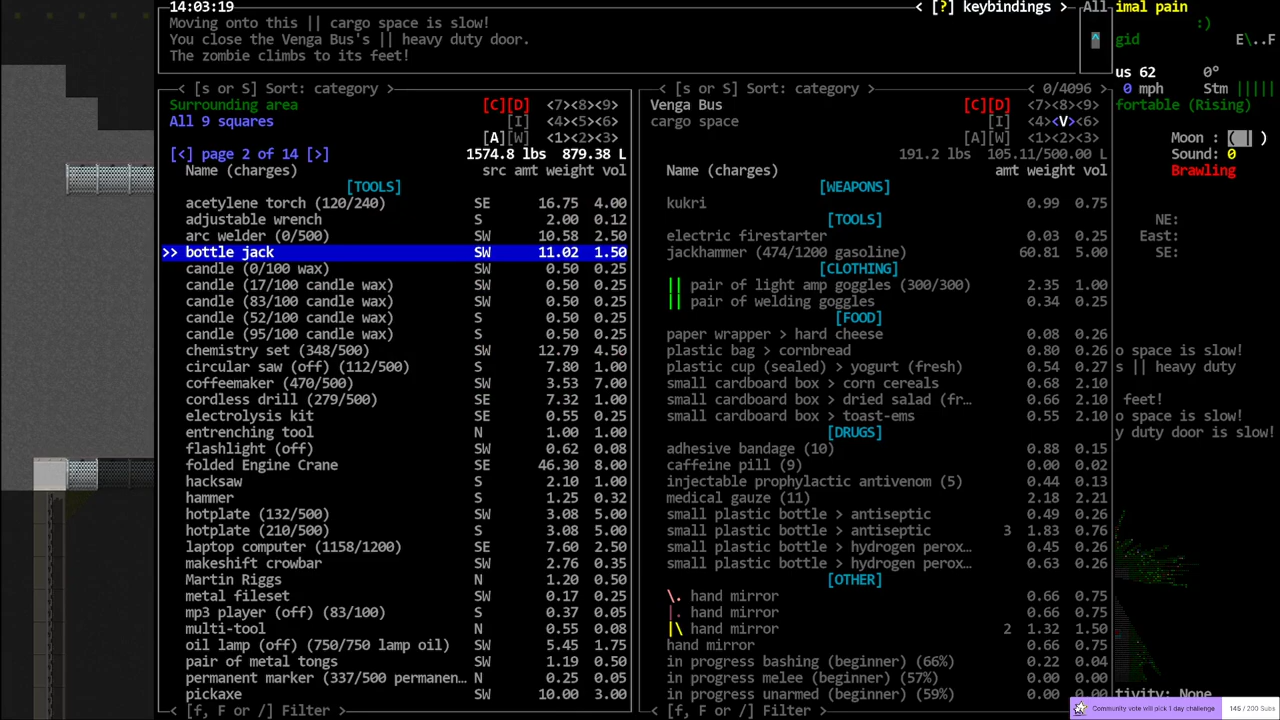 14:03:19
Moving onto this || cargo space is slow!
You close the Venga Bus's || heavy duty door.
The zombie climbs to its feet!
< [?] keybindings >
All
imal pain
:)
^
gid E\..F
us 62 0°
0 mph Stm |||||
fortable (Rising)
Moon : ( )
Sound: 0
Brawling
NE:
East:
SE:
o space is slow!
s || heavy duty
feet!
o space is slow!
y duty door is slow!
tivity: None
< [s or S] Sort: category >
Surrounding area [C][D] <7><8><9>
All 9 squares [I] <4><5><6>
[A][W] <1><2><3>
[<] page 2 of 14 [>] 1574.8 lbs 879.38 L
Name (charges) src amt weight vol
[TOOLS]
acetylene torch (120/240) SE 16.75 4.00
adjustable wrench S 2.00 0.12
arc welder (0/500) SW 10.58 2.50
>> bottle jack SW 11.02 1.50
candle (0/100 wax) SW 0.50 0.25
candle (17/100 candle wax) SW 0.50 0.25
candle (83/100 candle wax) SW 0.50 0.25
candle (52/100 candle wax) S 0.50 0.25
candle (95/100 candle wax) S 0.50 0.25
chemistry set (348/500) SW 12.79 4.50
circular saw (off) (112/500) S 7.80 1.00
coffeemaker (470/500) SW 3.53 7.00
cordless drill (279/500) SW 7.32 1.00
electrolysis kit SW 0.55 0.25
entrenching tool N 1.00 1.00
flashlight (off) SW 0.62 0.08
folded Engine Crane SE 46.30 8.00
hacksaw S 2.10 1.00
hammer S 1.25 0.32
hotplate (132/500) SW 3.08 5.00
hotplate (210/500) S 3.08 5.00
laptop computer (1158/1200) SE 7.60 2.50
makeshift crowbar SW 2.76 0.35
Martin Riggs N 1.20 0.50
metal fileset SW 0.17 0.25
mp3 player (off) (83/100) S 0.37 0.05
multi-tool N 0.55 0.08
oil lamp (off) (750/750 lamp oil) SW 5.45 1.75
pair of metal tongs SW 1.19 0.50
permanent marker (337/500 permanen… N 0.25 0.05
pickaxe SW 10.00 3.00
< [f, F or /] Filter >
< [s or S] Sort: category > < 0/4096 >
Venga Bus [C][D] <7><8><9>
cargo space [I] <4><V><6>
[A][W] <1><2><3>
191.2 lbs 105.11/500.00 L
Name (charges) amt weight vol
[WEAPONS]
kukri 0.99 0.75
[TOOLS]
electric firestarter 0.03 0.25
jackhammer (474/1200 gasoline) 60.81 5.00
[CLOTHING]
|| pair of light amp goggles (300/300) 2.35 1.00
|| pair of welding goggles 0.34 0.25
[FOOD]
paper wrapper > hard cheese 0.08 0.26
plastic bag > cornbread 0.80 0.26
plastic cup (sealed) > yogurt (fresh) 0.54 0.27
small cardboard box > corn cereals 0.68 2.10
small cardboard box > dried salad (fr… 0.66 2.10
small cardboard box > toast-ems 0.55 2.10
[DRUGS]
adhesive bandage (10) 0.88 0.15
caffeine pill (9) 0.00 0.02
injectable prophylactic antivenom (5) 0.44 0.13
medical gauze (11) 2.18 2.21
small plastic bottle > antiseptic 0.49 0.26
small plastic bottle > antiseptic 3 1.83 0.76
small plastic bottle > hydrogen perox… 0.45 0.26
small plastic bottle > hydrogen perox… 0.63 0.26
[OTHER]
\. hand mirror 0.66 0.75
|. hand mirror 0.66 0.75
|\ hand mirror 2 1.32 1.50
hand mirror 0.66 0.75
in progress bashing (beginner) (66%) 0.22 0.04
in progress melee (beginner) (57%) 0.00 0.00
in progress unarmed (beginner) (59%) 0.00 0.00
< [f, F or /] Filter >
Community vote will pick 1 day challenge 145 / 200 Subs